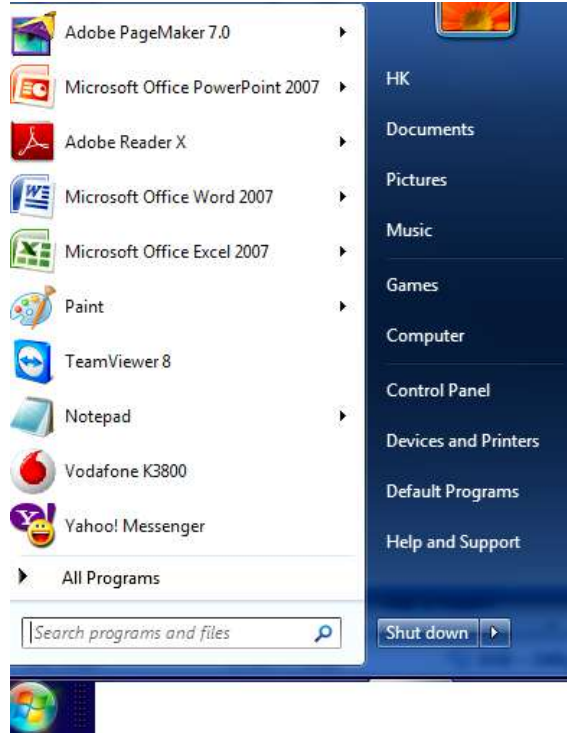 Adobe PageMaker 7.0
Microsoft Office PowerPoint 2007
Adobe Reader X
Microsoft Office Word 2007
Microsoft Office Excel 2007
Paint
TeamViewer 8
Notepad
Vodafone K3800
Yahoo! Messenger
All Programs
Search programs and files
HK
Documents
Pictures
Music
Games
Computer
Control Panel
Devices and Printers
Default Programs
Help and Support
Shut down